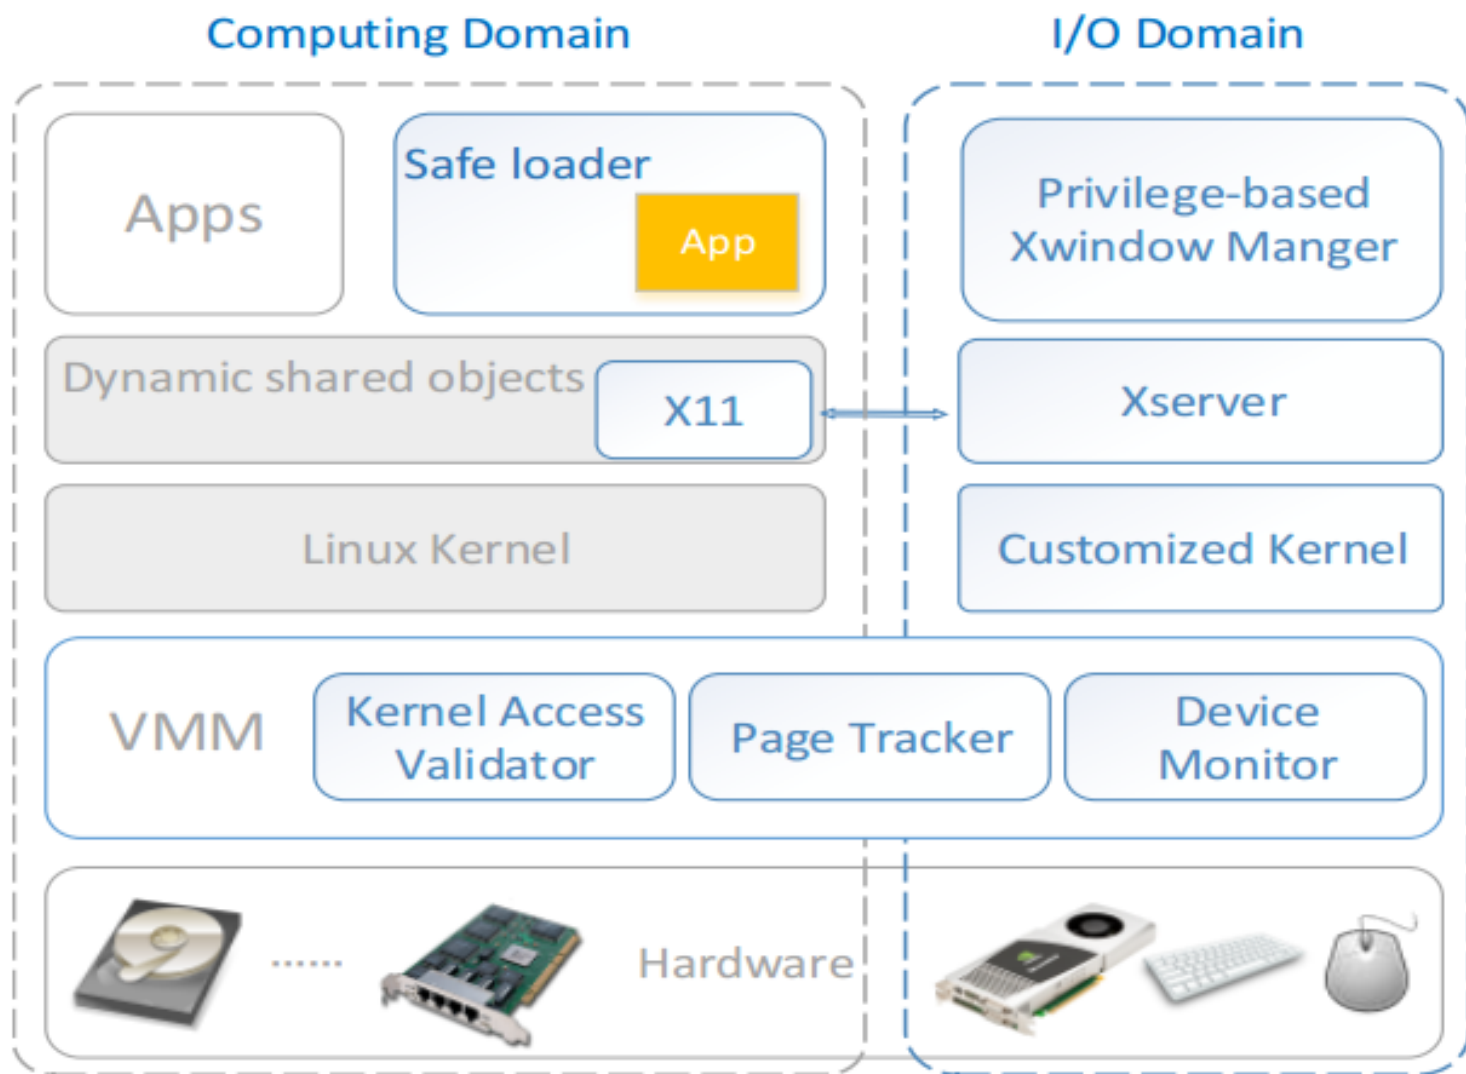 Computing Domain
I/O Domain
Apps
Safe loader
App
Privilege-based
Xwindow Manger
Dynamic shared objects
X11
Xserver
Linux Kernel
Customized Kernel
VMM
Kernel Access
Validator
Page Tracker
Device
Monitor
......
Hardware